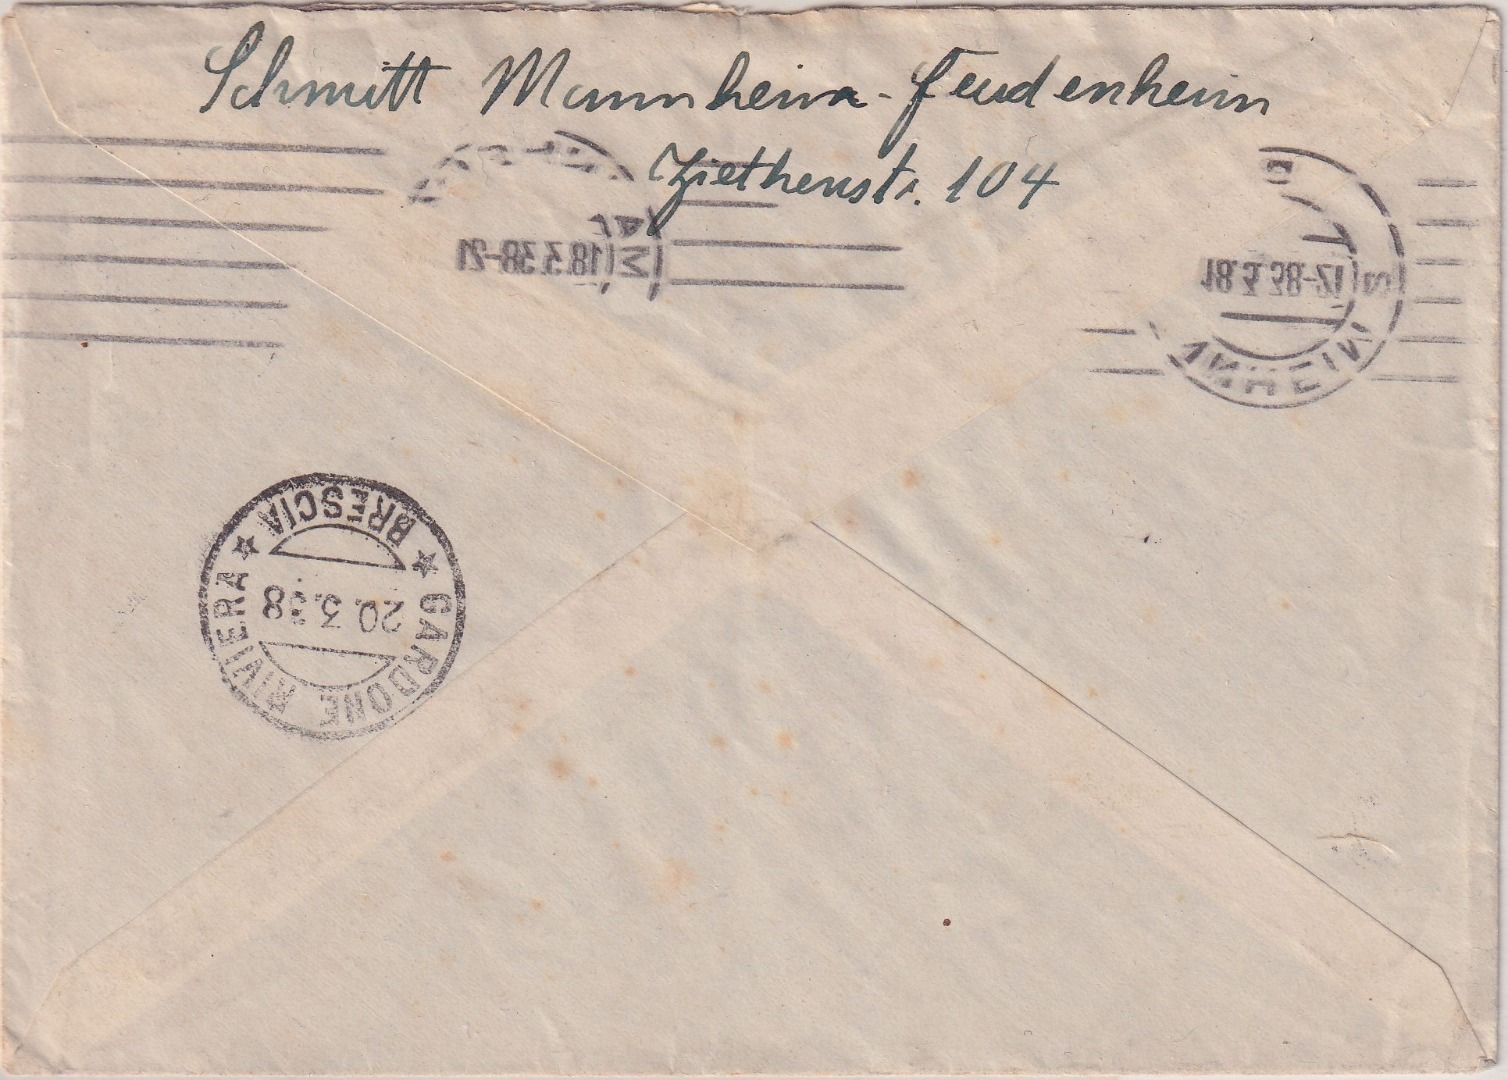 Schmitt Mannheim-Feudenheim
Ziethenstr. 104
18.3.38-21
18.3.38-21
NHEIM
GARDONE RIVIERA
20.3.38
BRESCIA